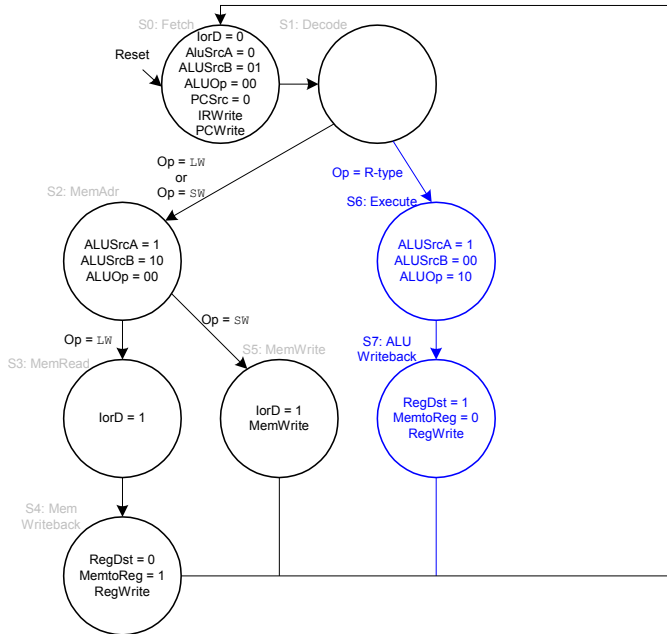 S0: Fetch
S1: Decode
Reset
IorD = 0
AluSrcA = 0
ALUSrcB = 01
ALUOp = 00
PCSrc = 0
IRWrite
PCWrite
Op = LW
or
Op = SW
Op = R-type
S2: MemAdr
S6: Execute
ALUSrcA = 1
ALUSrcB = 10
ALUOp = 00
ALUSrcA = 1
ALUSrcB = 00
ALUOp = 10
Op = LW
Op = SW
S3: MemRead
S5: MemWrite
S7: ALU
Writeback
IorD = 1
IorD = 1
MemWrite
RegDst = 1
MemtoReg = 0
RegWrite
S4: Mem
Writeback
RegDst = 0
MemtoReg = 1
RegWrite